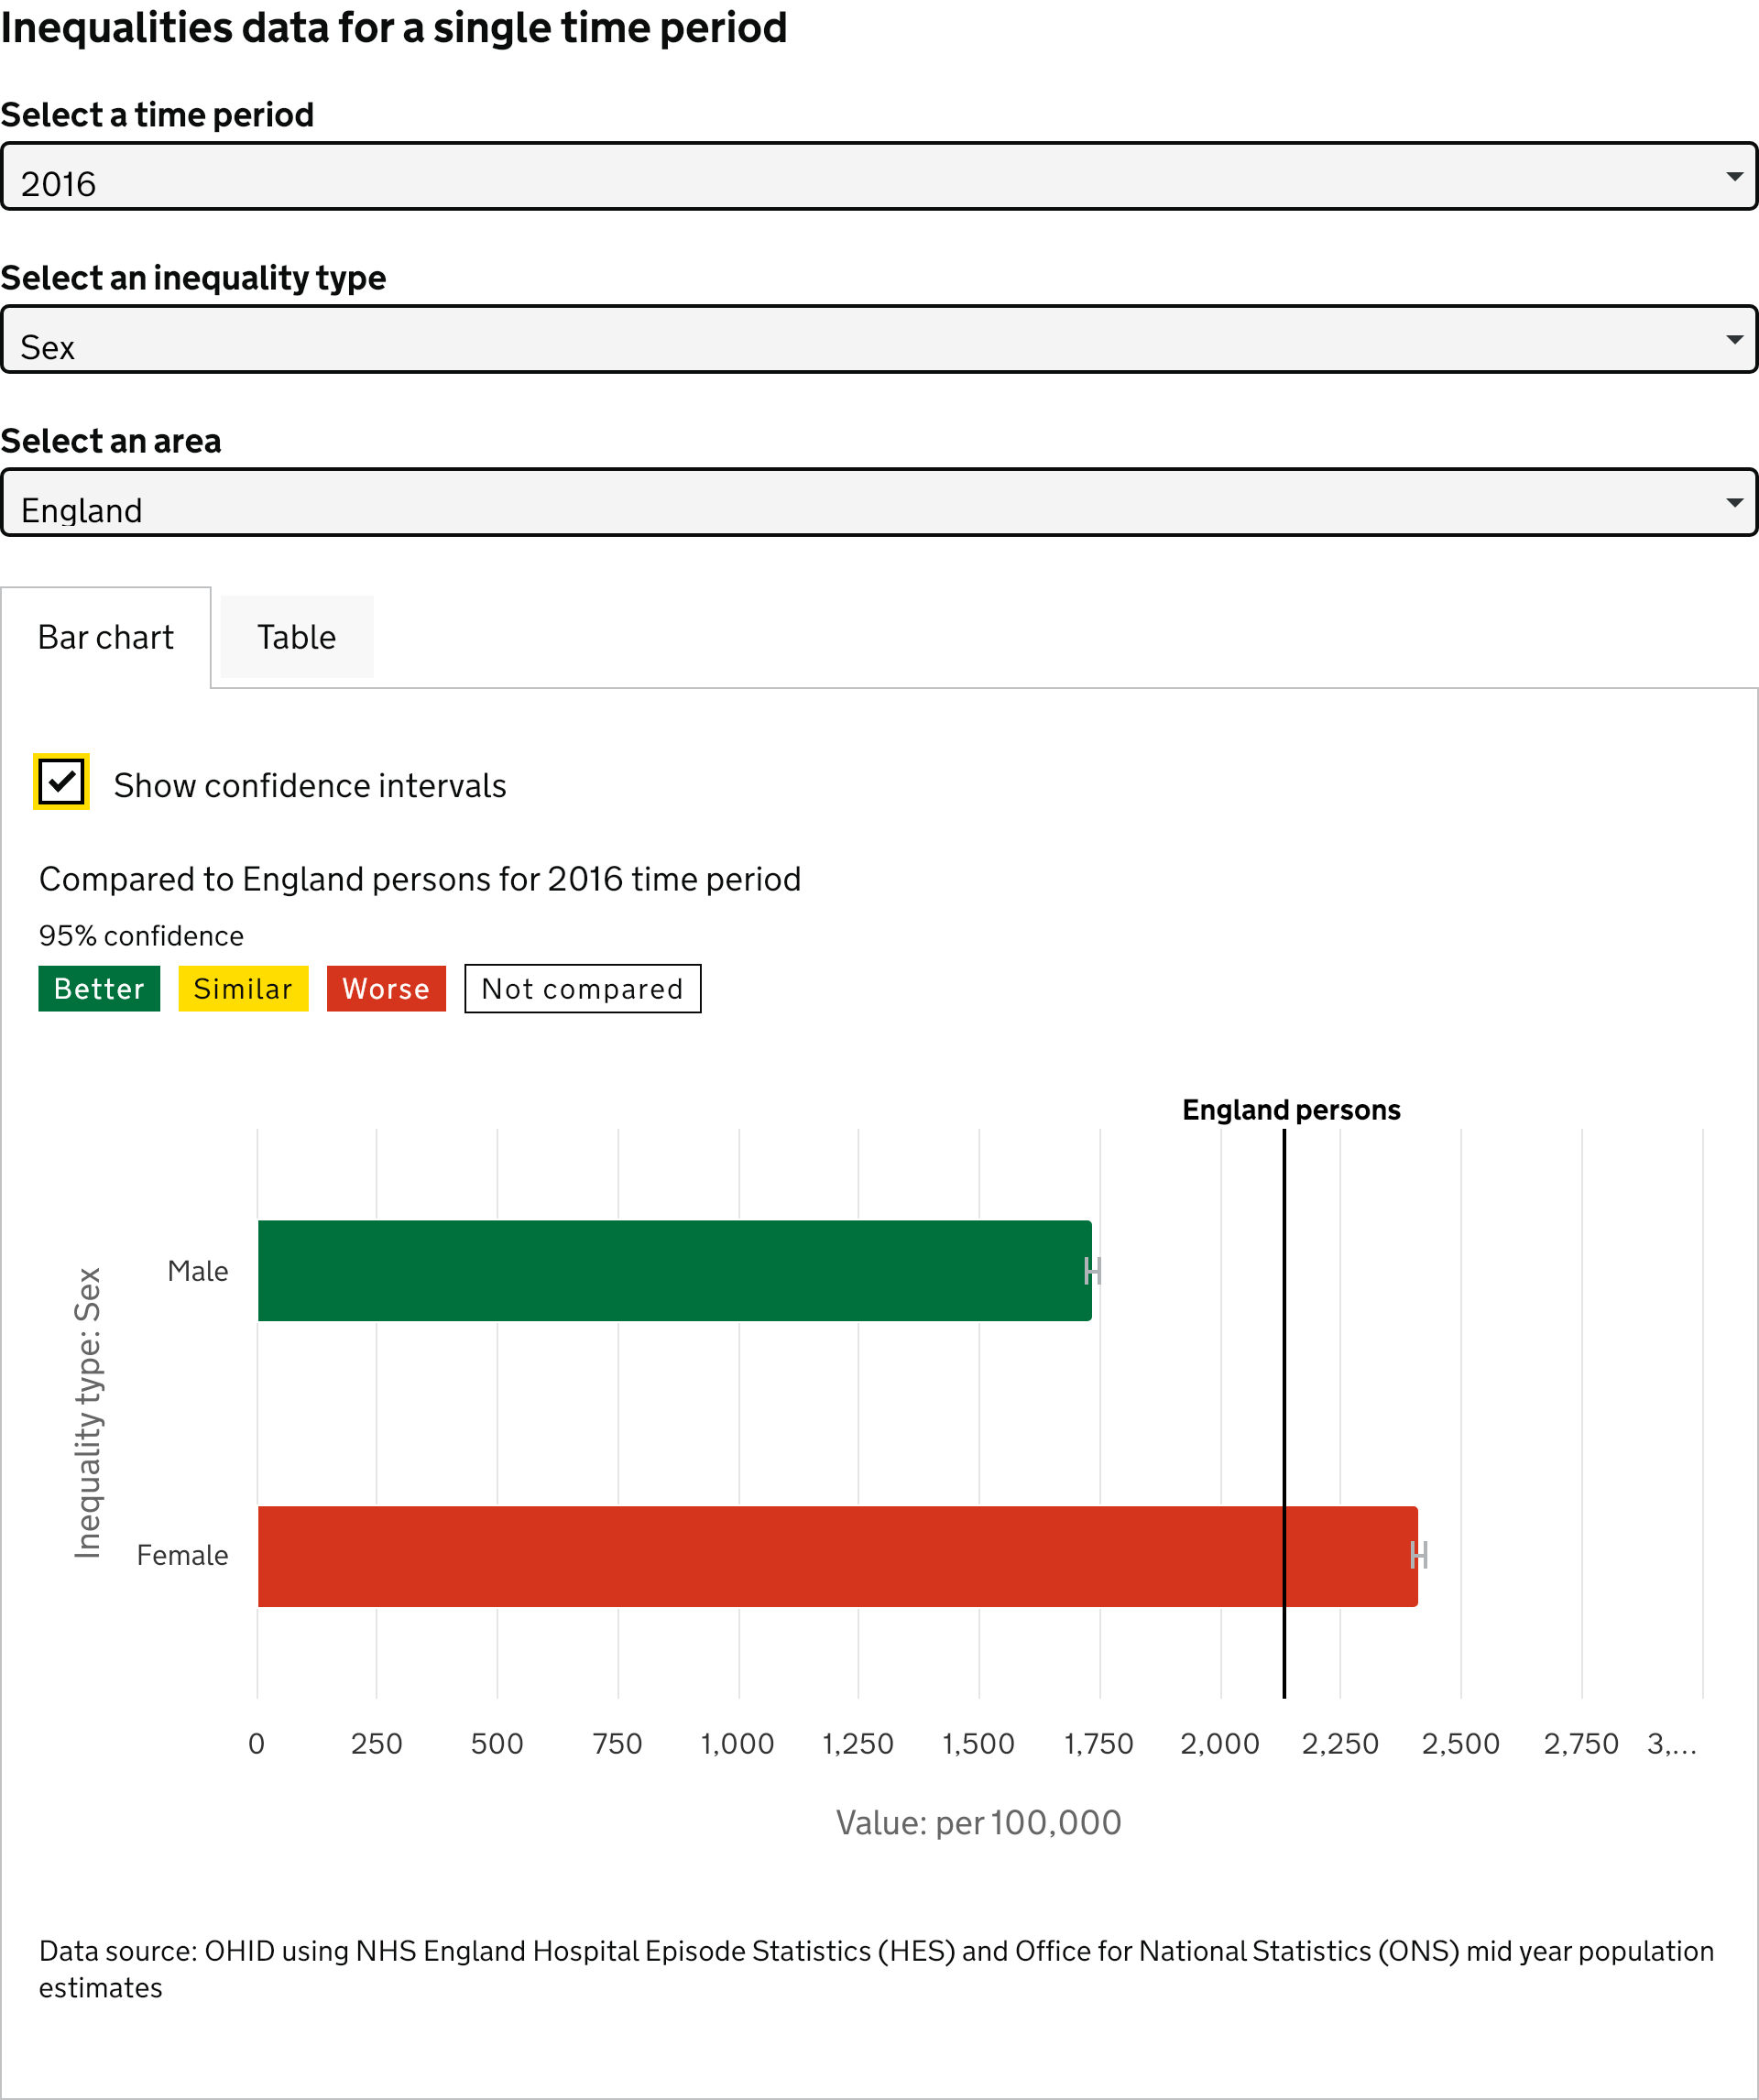 Inequalities data for a single time period
Select a time period
2016
Select an inequality type
Sex
Select an area
England
Bar chart
Table
Show confidence intervals
Compared to England persons for 2016 time period
95% confidence
Better
Similar
Worse
Not compared
England persons
Inequality type: Sex
Male
Female
0
250
500
750
1,000
1,250
1,500
1,750
2,000
2,250
2,500
2,750
3,...
Value: per 100,000
Data source: OHID using NHS England Hospital Episode Statistics (HES) and Office for National Statistics (ONS) mid year population
estimates